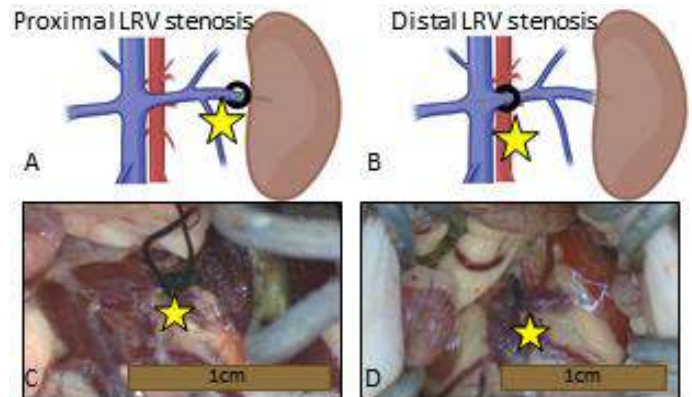 Proximal LRV stenosis
Distal LRV stenosis
A
B
C
1cm
D
1cm